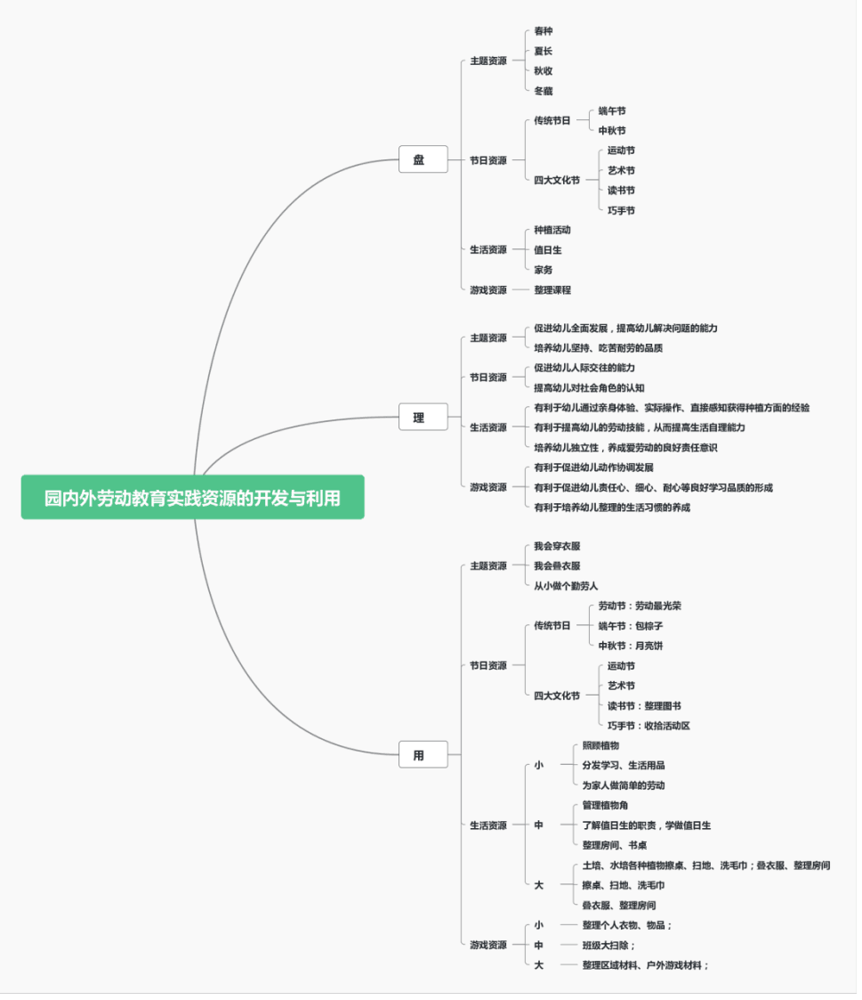 春种
夏长
主题资源
秋收
冬藏
端午节
传统节日
中秋节
运动节
盘
节日资源
艺术节
四大文化节
读书节
巧手节
种植活动
生活资源
值日生
家务
游戏资源
整理课程
促进幼儿全面发展，提高幼儿解决问题的能力
主题资源
培养幼儿坚持、吃苦耐劳的品质
促进幼儿人际交往的能力
节日资源
提高幼儿对社会角色的认知
理
有利于幼儿通过亲身体验、实际操作、直接感知获得种植方面的经验
生活资源
有利于提高幼儿的劳动技能，从而提高生活自理能力
培养幼儿独立性，养成爱劳动的良好责任意识
有利于促进幼儿动作协调发展
游戏资源
有利于促进幼儿责任心、细心、耐心等良好学习品质的形成
有利于培养幼儿整理的生活习惯的养成
园内外劳动教育实践资源的开发与利用
我会穿衣服
主题资源
我会叠衣服
从小做个勤劳人
劳动节：劳动最光荣
传统节日
端午节：包粽子
中秋节：月亮饼
节日资源
运动节
艺术节
四大文化节
读书节：整理图书
巧手节：收拾活动区
用
照顾植物
小
分发学习、生活用品
为家人做简单的劳动
管理植物角
生活资源
中
了解值日生的职责，学做值日生
整理房间、书桌
土培、水培各种植物擦桌、扫地、洗毛巾；叠衣服、整理房间
大
擦桌、扫地、洗毛巾
叠衣服、整理房间
小
整理个人衣物、物品；
游戏资源
中
班级大扫除；
大
整理区域材料、户外游戏材料；